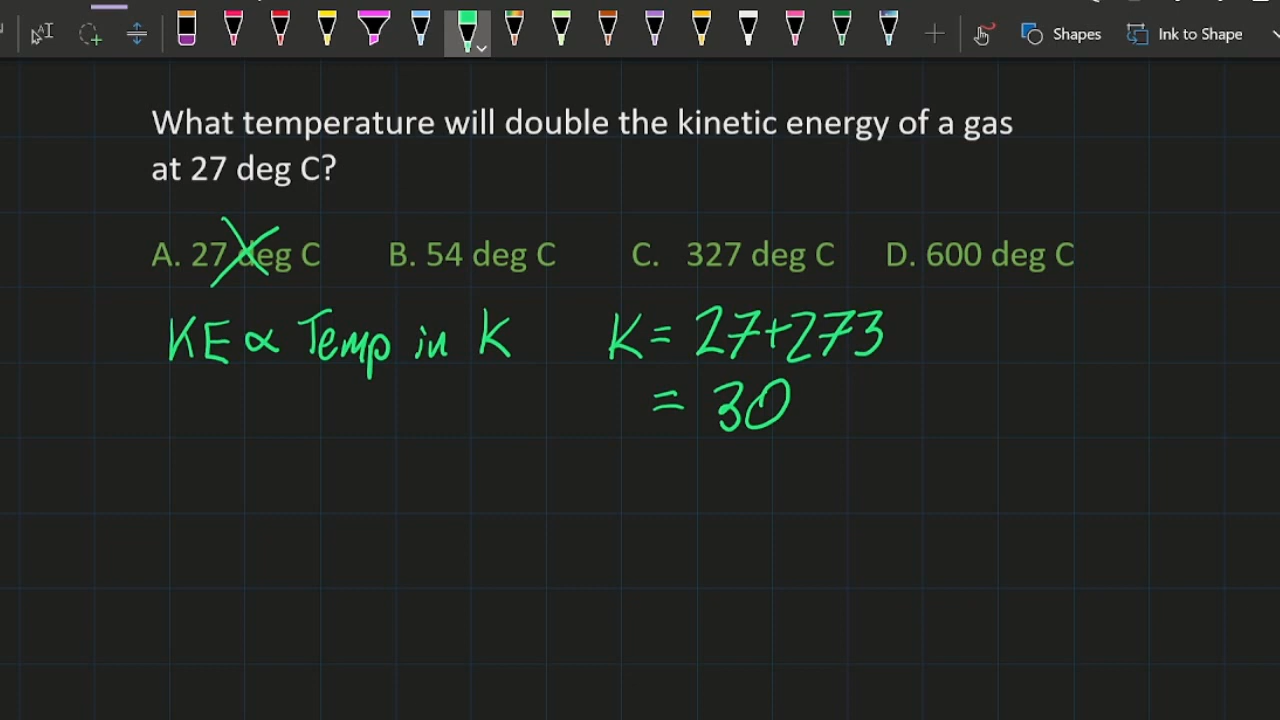 Shapes Ink to Shape
What temperature will double the kinetic energy of a gas
at 27 deg C?
A. 27 deg C B. 54 deg C C. 327 deg C D. 600 deg C
KE ∝ Temp in K K = 27+273
= 30